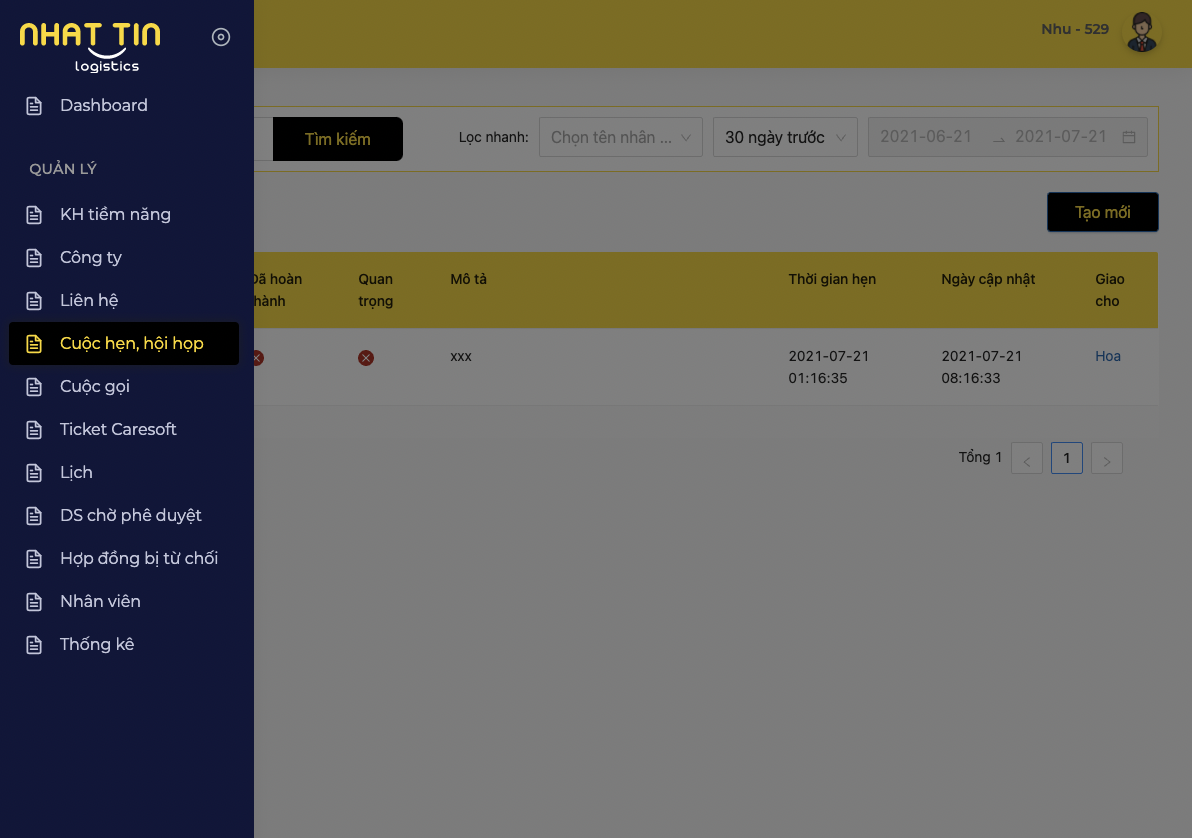 NHAT TIN
logistics
Nhu - 529
Dashboard
QUẢN LÝ
KH tiềm năng
Công ty
Liên hệ
Cuộc hẹn, hội họp
Cuộc gọi
Ticket Caresoft
Lịch
DS chờ phê duyệt
Hợp đồng bị từ chối
Nhân viên
Thống kê
Tìm kiếm
Lọc nhanh:
Chọn tên nhân ...
30 ngày trước
2021-06-21
2021-07-21
Tạo mới
Đã hoàn
thành
Quan
trọng
Mô tả
Thời gian hẹn
Ngày cập nhật
Giao
cho
xxx
2021-07-21
01:16:35
2021-07-21
08:16:33
Hoa
Tổng 1
1